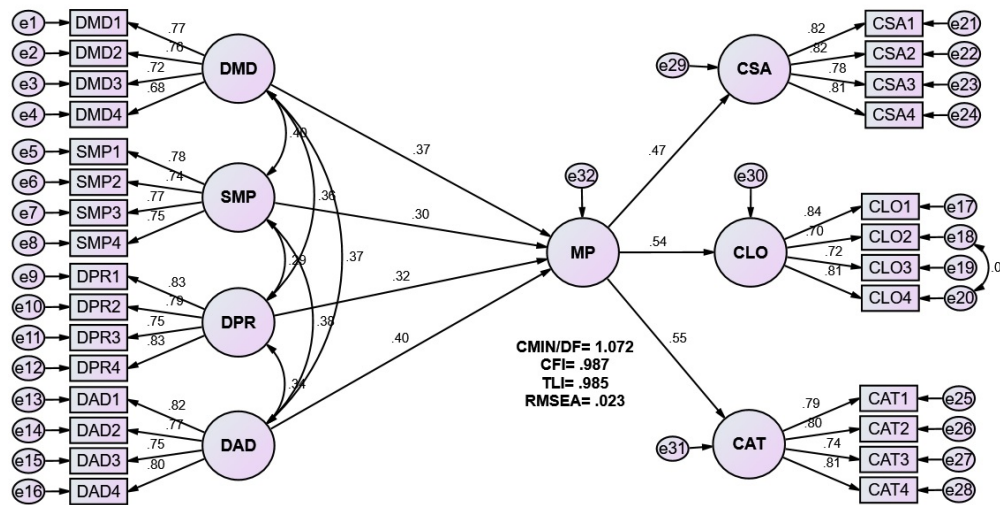 e1 DMD1 .77
e2 DMD2 .76
e3 DMD3 .72
e4 DMD4 .68
DMD
e5 SMP1 .78
e6 SMP2 .74
e7 SMP3 .77
e8 SMP4 .75
SMP
e9 DPR1 .83
e10 DPR2 .79
e11 DPR3 .75
e12 DPR4 .83
DPR
e13 DAD1 .82
e14 DAD2 .77
e15 DAD3 .75
e16 DAD4 .80
DAD
.40
.36
.37
.29
.38
.34
.37
.30
.32
.40
e32
MP
.47
.54
.55
CMIN/DF= 1.072
CFI= .987
TLI= .985
RMSEA= .023
e29
CSA
.82 CSA1 e21
.82 CSA2 e22
.78 CSA3 e23
.81 CSA4 e24
e30
CLO
.84 CLO1 e17
.70 CLO2 e18
.72 CLO3 e19
.81 CLO4 e20
e31
CAT
.79 CAT1 e25
.80 CAT2 e26
.74 CAT3 e27
.81 CAT4 e28